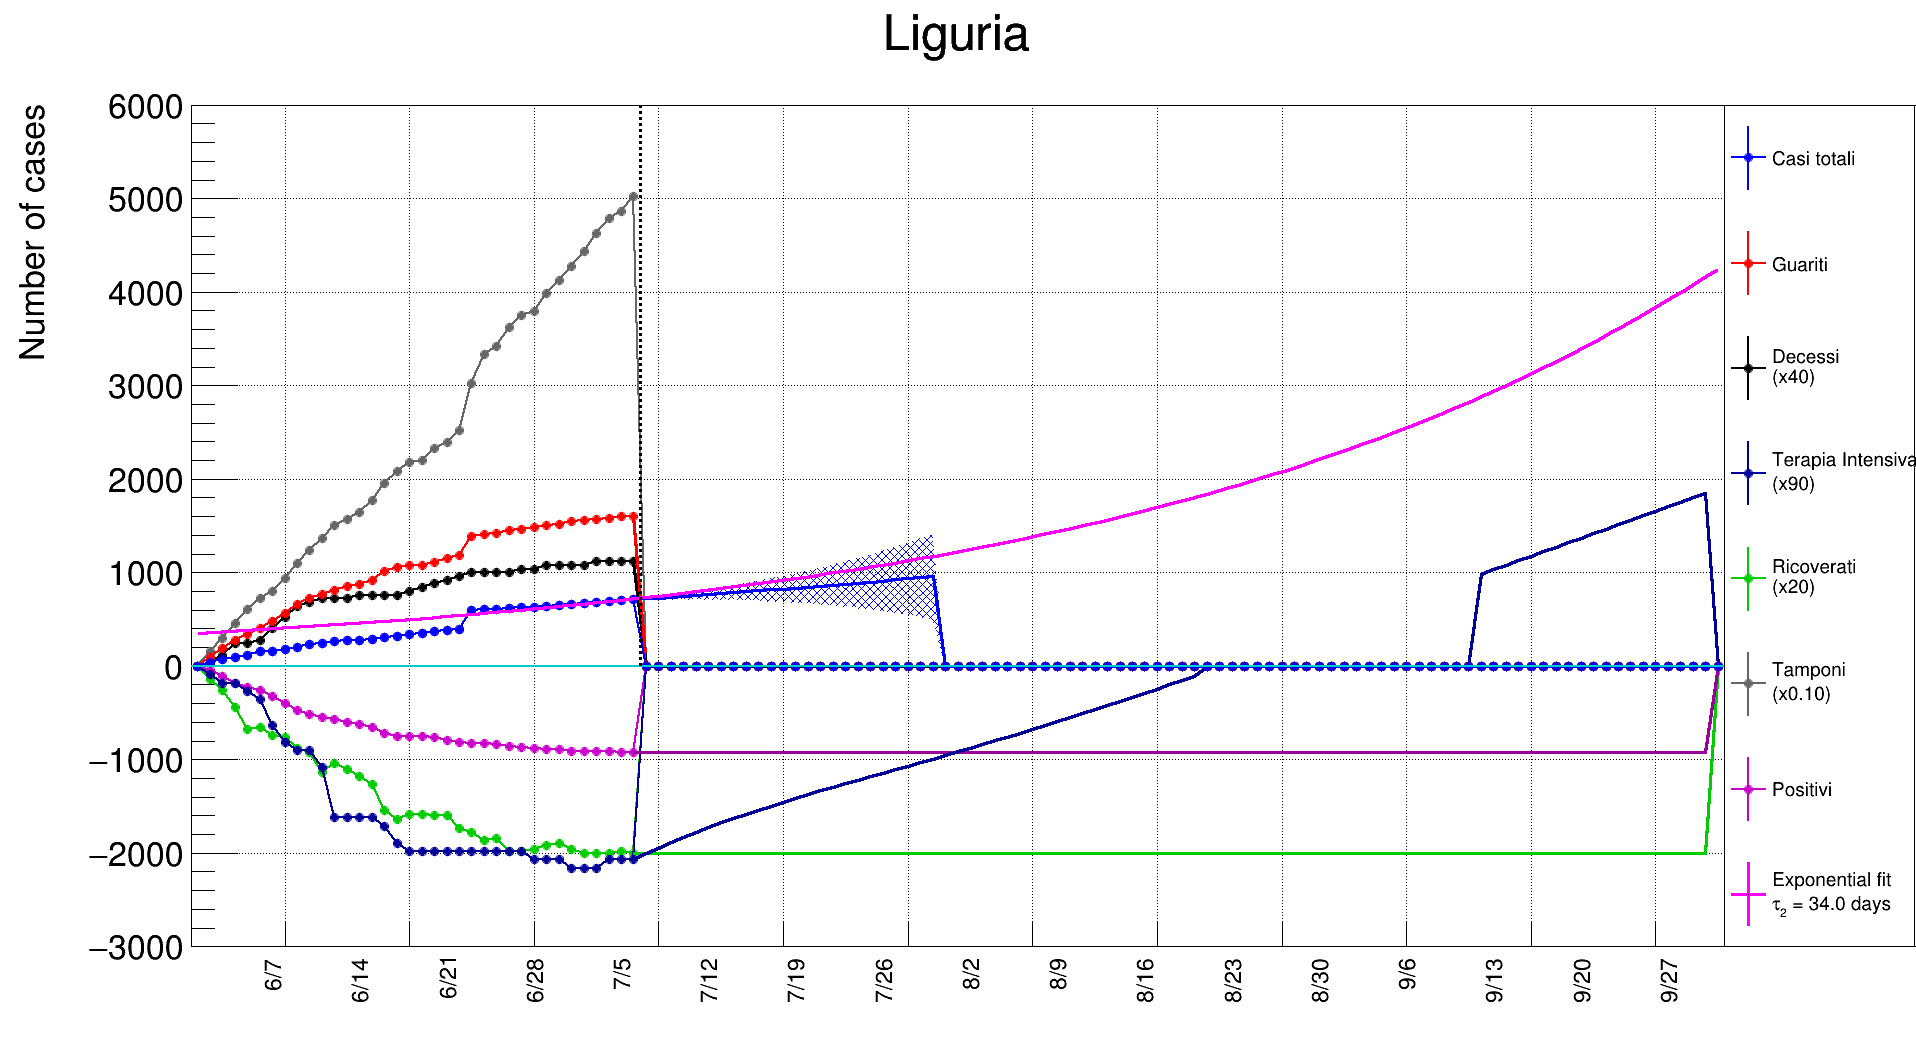 Liguria
Number of cases
6000
5000
4000
3000
2000
1000
0
−1000
−2000
−3000
6/7
6/14
6/21
6/28
7/5
7/12
7/19
7/26
8/2
8/9
8/16
8/23
8/30
9/6
9/13
9/20
9/27
Casi totali
Guariti
Decessi
(x40)
Terapia Intensiva
(x90)
Ricoverati
(x20)
Tamponi
(x0.10)
Positivi
Exponential fit
τ2 = 34.0 days